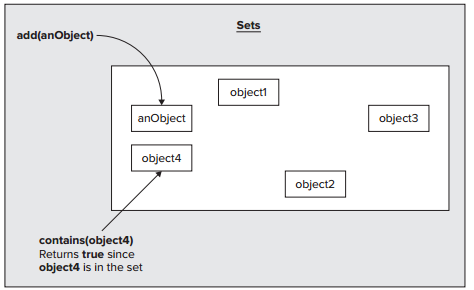 Sets
add(anObject)
object1
anObject
object3
object4
object2
contains(object4)
Returns true since
object4 is in the set